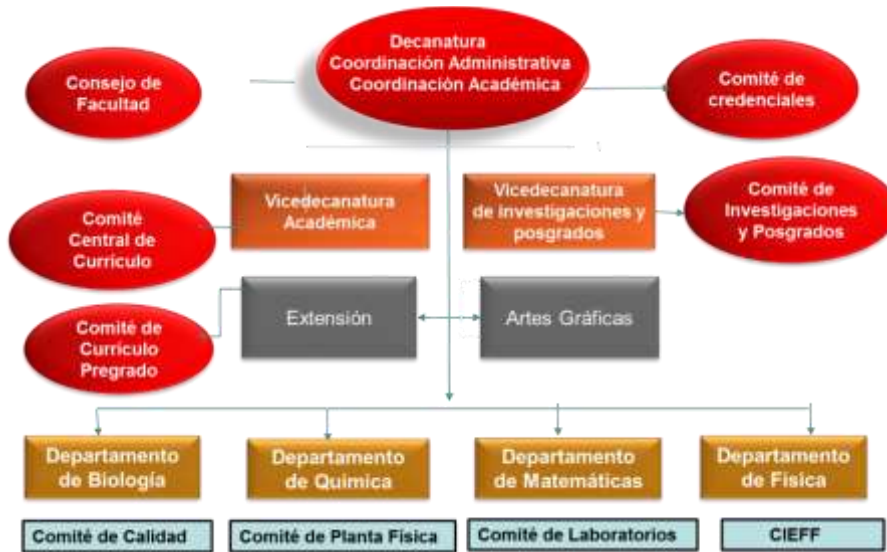 Decanatura
Coordinación Administrativa
Coordinación Académica
Consejo de
Facultad
Comité de
credenciales
Vicedecanatura
Académica
Vicedecanatura
de investigaciones y
posgrados
Comité de
Investigaciones
y Posgrados
Comité
Central de
Currículo
Extensión
Artes Gráficas
Comité de
Currículo
Pregrado
Departamento
de Biología
Departamento
de Química
Departamento
de Matemáticas
Departamento
de Física
Comité de Calidad
Comité de Planta Física
Comité de Laboratorios
CIEFF